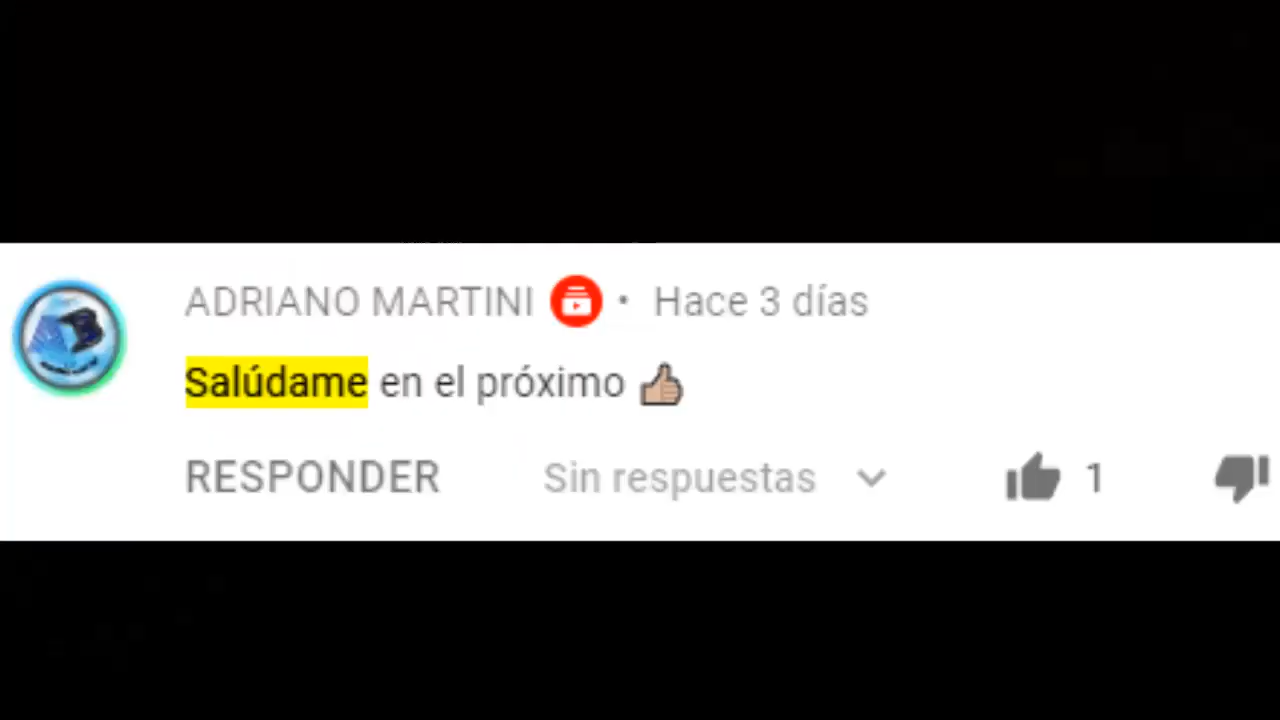 ADRIANO MARTINI • Hace 3 días
Salúdame en el próximo 👍🏼
RESPONDER Sin respuestas 1